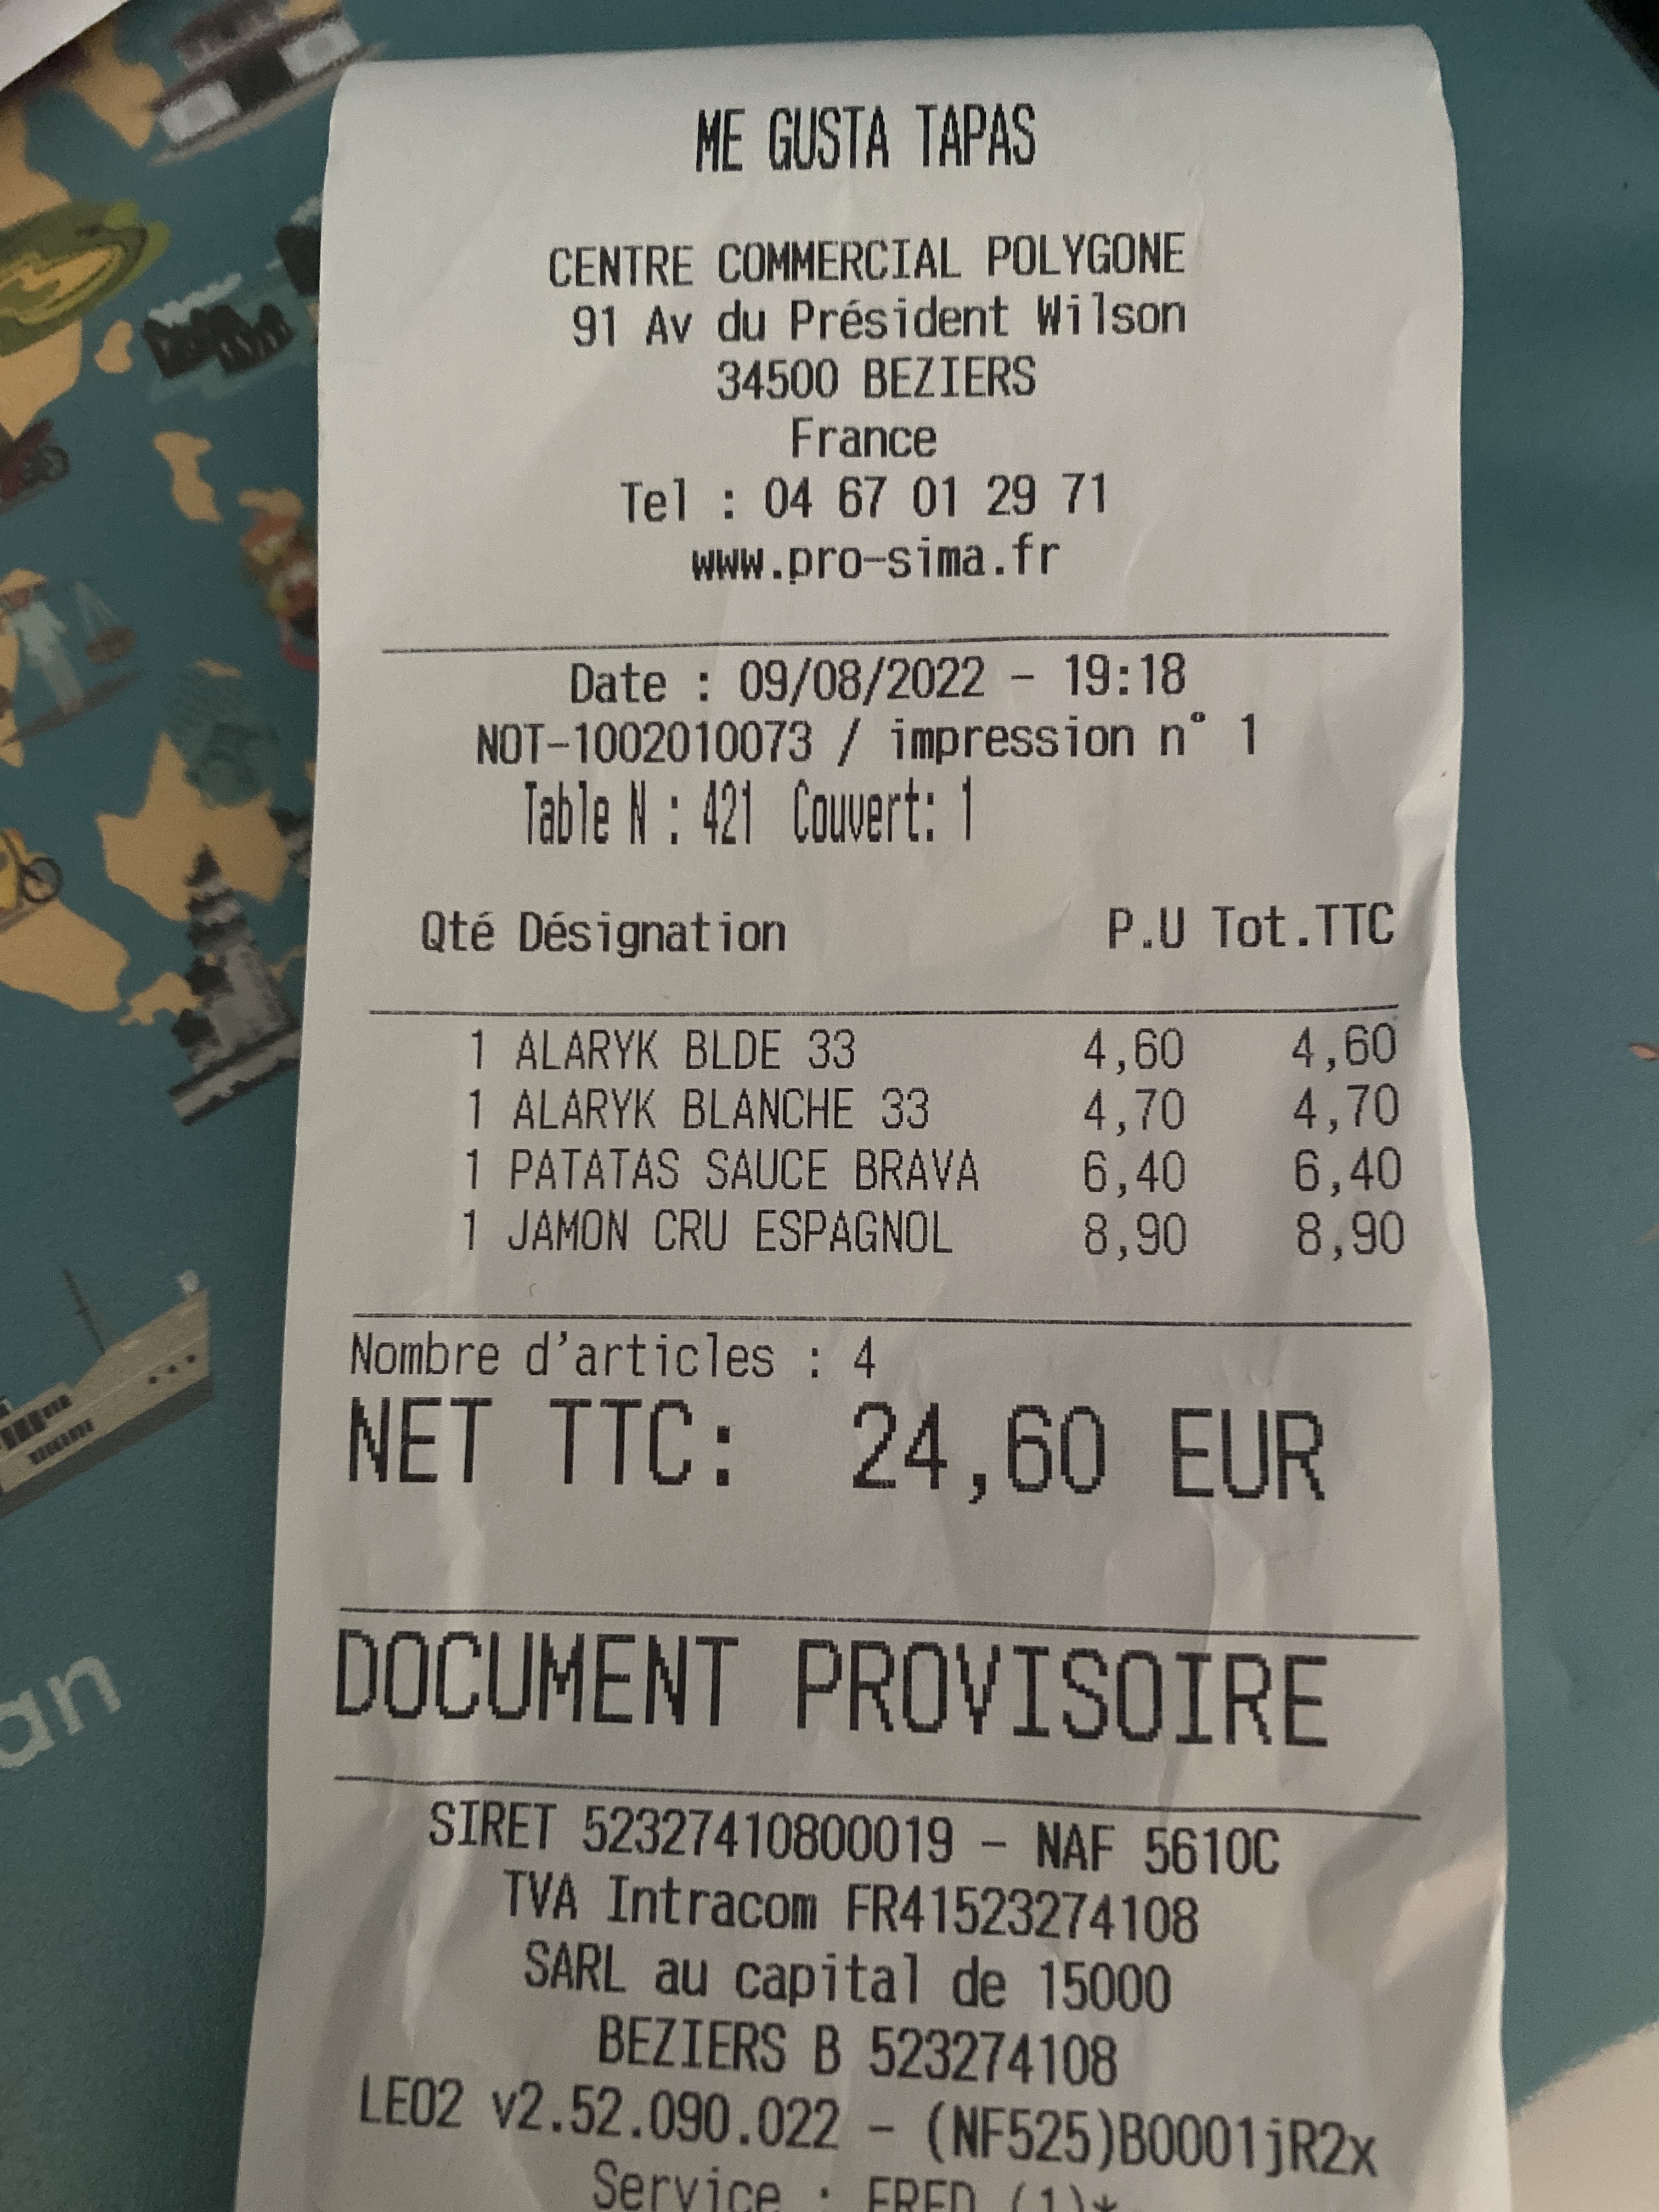 ME GUSTA TAPAS
CENTRE COMMERCIAL POLYGONE
91 Av du Président Wilson
34500 BEZIERS
France
Tel : 04 67 01 29 71
www.pro-sima.fr
Date : 09/08/2022 - 19:18
NOT-1002010073 / impression n° 1
Table N : 421 Couvert: 1
Qté Désignation P.U Tot.TTC
1 ALARYK BLDE 33 4,60 4,60
1 ALARYK BLANCHE 33 4,70 4,70
1 PATATAS SAUCE BRAVA 6,40 6,40
1 JAMON CRU ESPAGNOL 8,90 8,90
Nombre d'articles : 4
NET TTC: 24,60 EUR
DOCUMENT PROVISOIRE
SIRET 52327410800019 - NAF 5610C
TVA Intracom FR41523274108
SARL au capital de 15000
BEZIERS B 523274108
LEO2 v2.52.090.022 - (NF525)B0001jR2x
Service : FRED (1)*
an